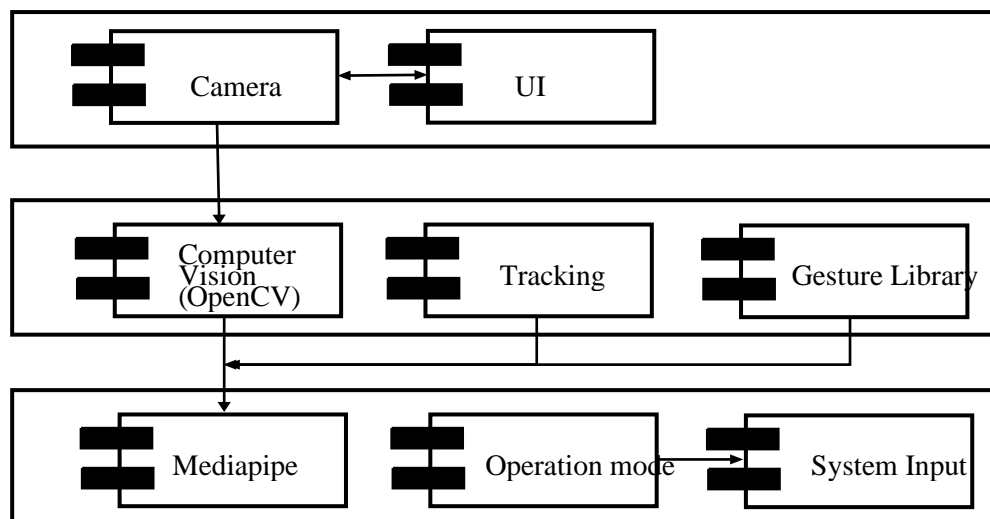 Camera
UI
Computer
Vision
(OpenCV)
Tracking
Gesture Library
Mediapipe
Operation mode
System Input